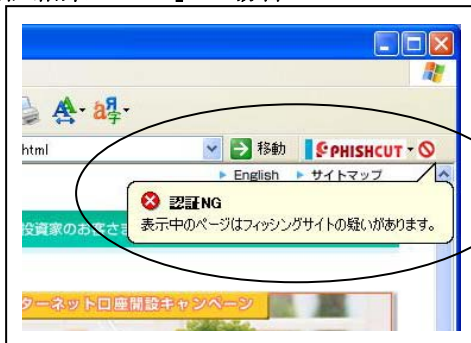 html
移動
PHISHCUT
English
サイトマップ
認証NG
表示中のページはフィッシングサイトの疑いがあります。
投資家のお客さま
ターネット口座開設キャンペーン